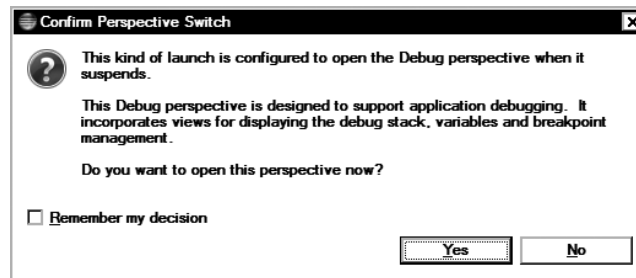 Confirm Perspective Switch
This kind of launch is configured to open the Debug perspective when it
suspends.
This Debug perspective is designed to support application debugging. It
incorporates views for displaying the debug stack, variables and breakpoint
management.
Do you want to open this perspective now?
Remember my decision
Yes No